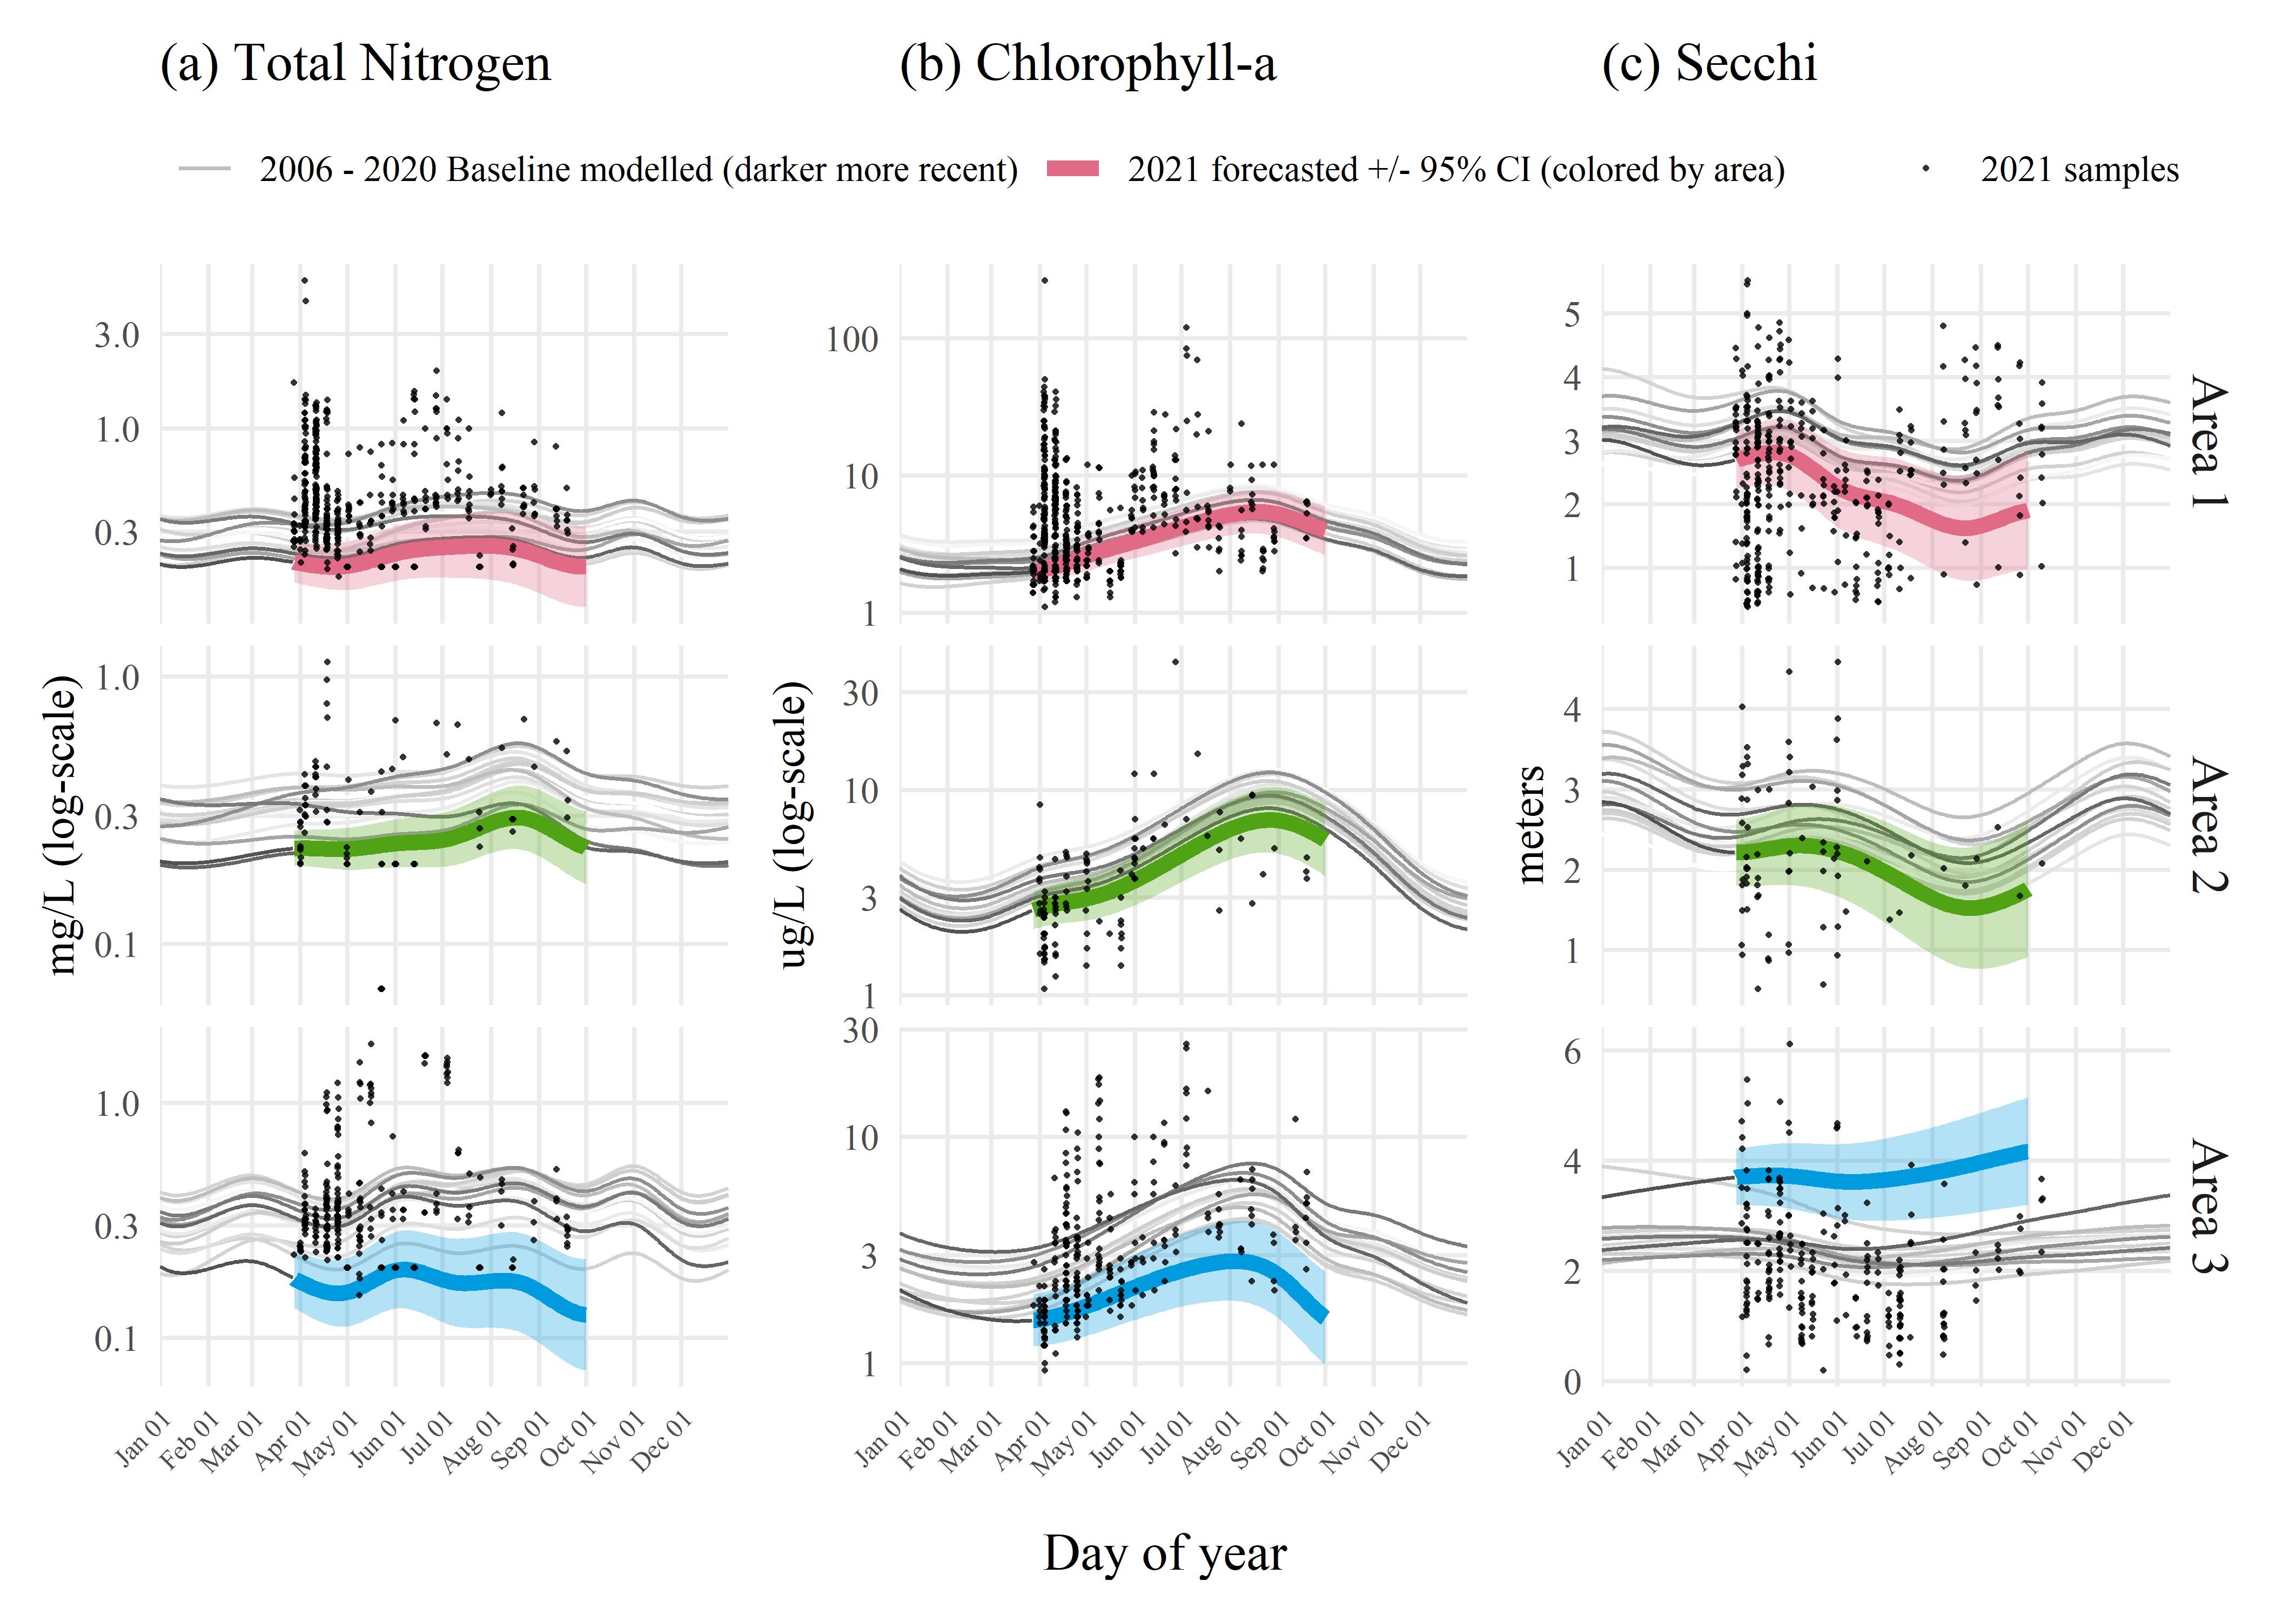 (a) Total Nitrogen
(b) Chlorophyll-a
(c) Secchi
2006 - 2020 Baseline modelled (darker more recent)
2021 forecasted +/- 95% CI (colored by area)
2021 samples
mg/L (log-scale)
3.0
1.0
0.3
1.0
0.3
0.1
1.0
0.3
0.1
Jan 01
Feb 01
Mar 01
Apr 01
May 01
Jun 01
Jul 01
Aug 01
Sep 01
Oct 01
Nov 01
Dec 01
ug/L (log-scale)
100
10
1
30
10
3
1
30
10
3
1
Jan 01
Feb 01
Mar 01
Apr 01
May 01
Jun 01
Jul 01
Aug 01
Sep 01
Oct 01
Nov 01
Dec 01
meters
5
4
3
2
1
4
3
2
1
6
4
2
0
Jan 01
Feb 01
Mar 01
Apr 01
May 01
Jun 01
Jul 01
Aug 01
Sep 01
Oct 01
Nov 01
Dec 01
Area 1
Area 2
Area 3
Day of year